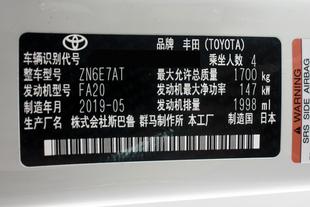 TOYOTA
品牌 丰田 (TOYOTA)
车辆识别代号 乘坐人数 4
整车型号 ZN6E7AT 最大允许总质量 1700 kg
发动机型号 FA20 发动机最大净功率 147 kW
制造年月 2019-05 发动机排量 1998 ml
生产厂名 株式会社斯巴鲁 群马制作所 本工厂 制造国 日本
WARNING
SRS SIDE AIRBAG